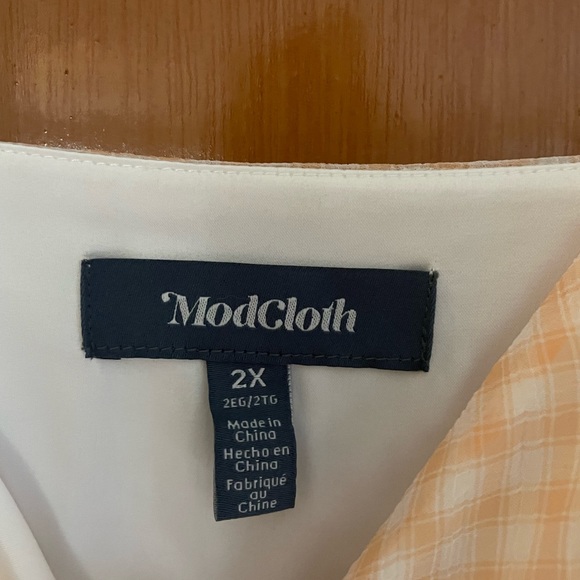 ModCloth
2X
2EG/2TG
Made in
China
Hecho en
China
Fabriqué
au
Chine